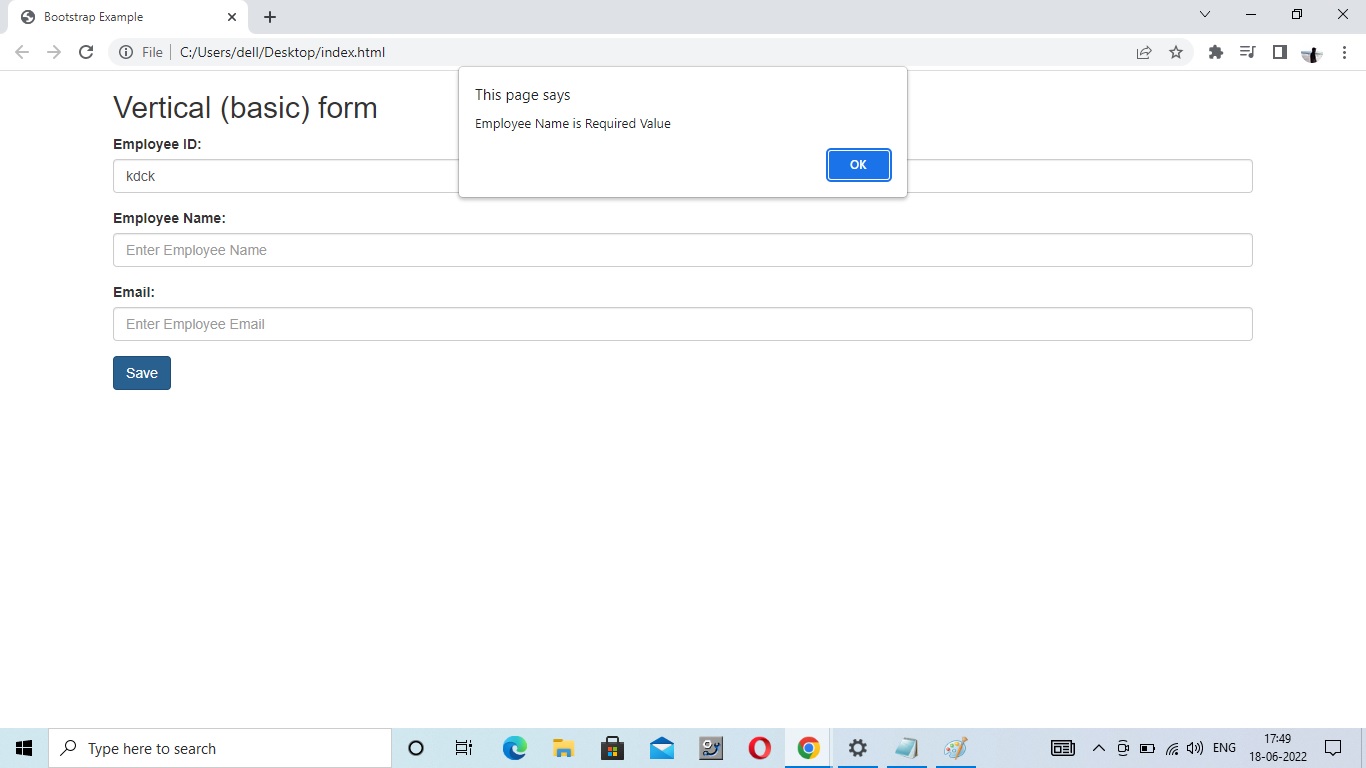 Bootstrap Example
File
C:/Users/dell/Desktop/index.html
This page says
Employee Name is Required Value
OK
Vertical (basic) form
Employee ID:
kdck
Employee Name:
Enter Employee Name
Email:
Enter Employee Email
Save
Type here to search
ENG
17:49
18-06-2022